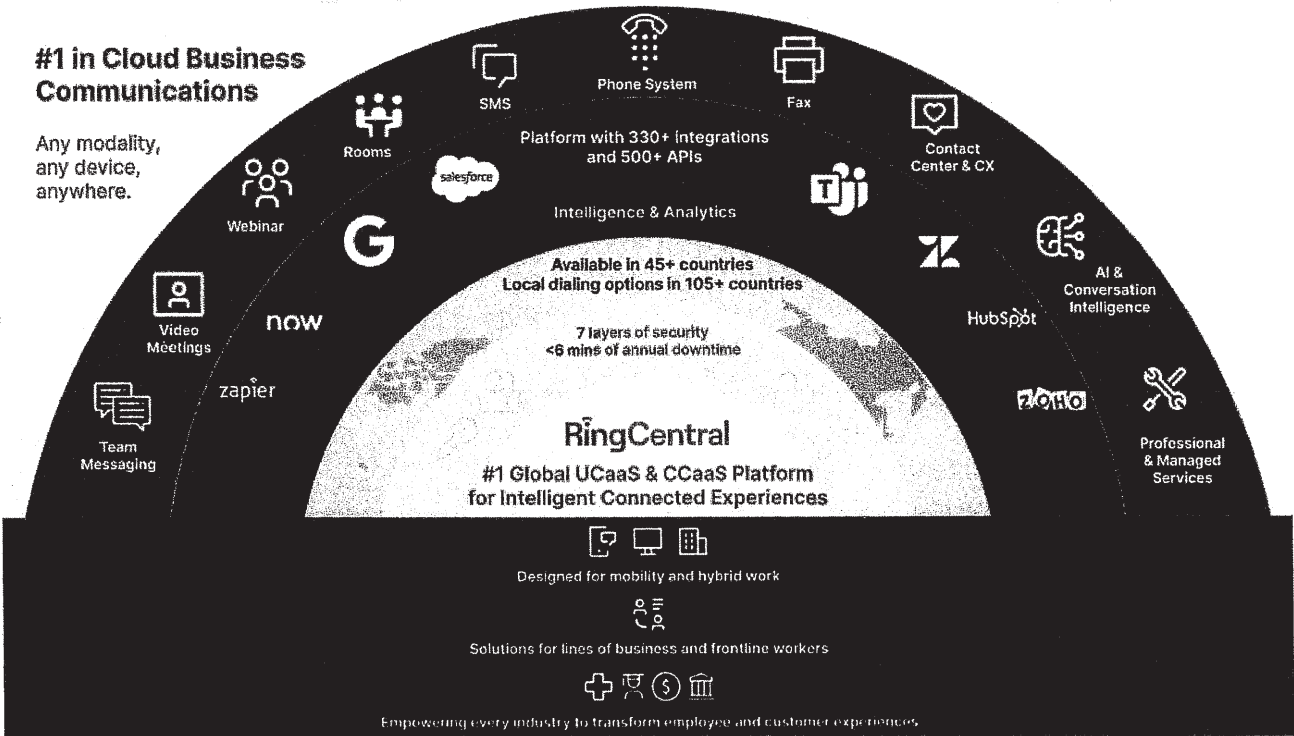 #1 in Cloud Business
Communications
Any modality,
any device,
anywhere.
Phone System
SMS
Fax
Rooms
Contact
Center & CX
Webinar
AI &
Conversation
Intelligence
Video
Meetings
Team
Messaging
Professional
& Managed
Services
Platform with 330+ integrations
and 500+ APIs
Intelligence & Analytics
salesforce
G
now
zapier
T
HubSpot
ZOHO
Available in 45+ countries
Local dialing options in 105+ countries
7 layers of security
<6 mins of annual downtime
RingCentral
#1 Global UCaaS & CCaaS Platform
for Intelligent Connected Experiences
Designed for mobility and hybrid work
Solutions for lines of business and frontline workers
$
Empowering every industry to transform employee and customer experiences